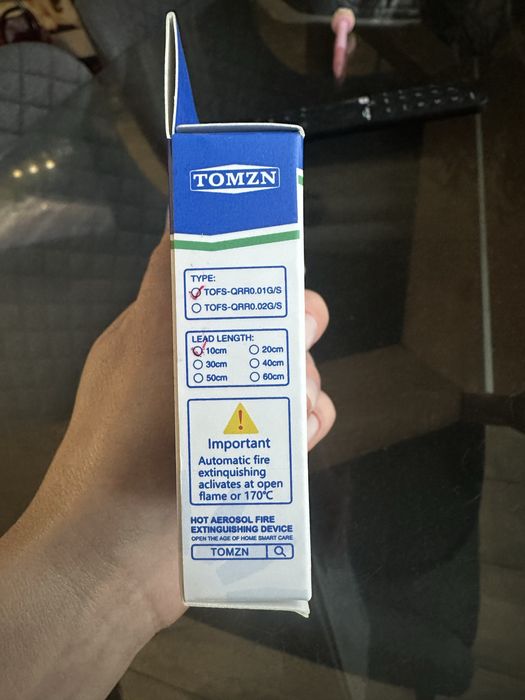 TOMZN
TYPE:
TOFS-QRR0.01G/S
TOFS-QRR0.02G/S
LEAD LENGTH:
10cm 20cm
30cm 40cm
50cm 60cm
Important
Automatic fire
extinquishing
aclivates at open
flame or 170℃
HOT AEROSOL FIRE
EXTINGUISHING DEVICE
OPEN THE AGE OF HOME SMART CARE
TOMZN